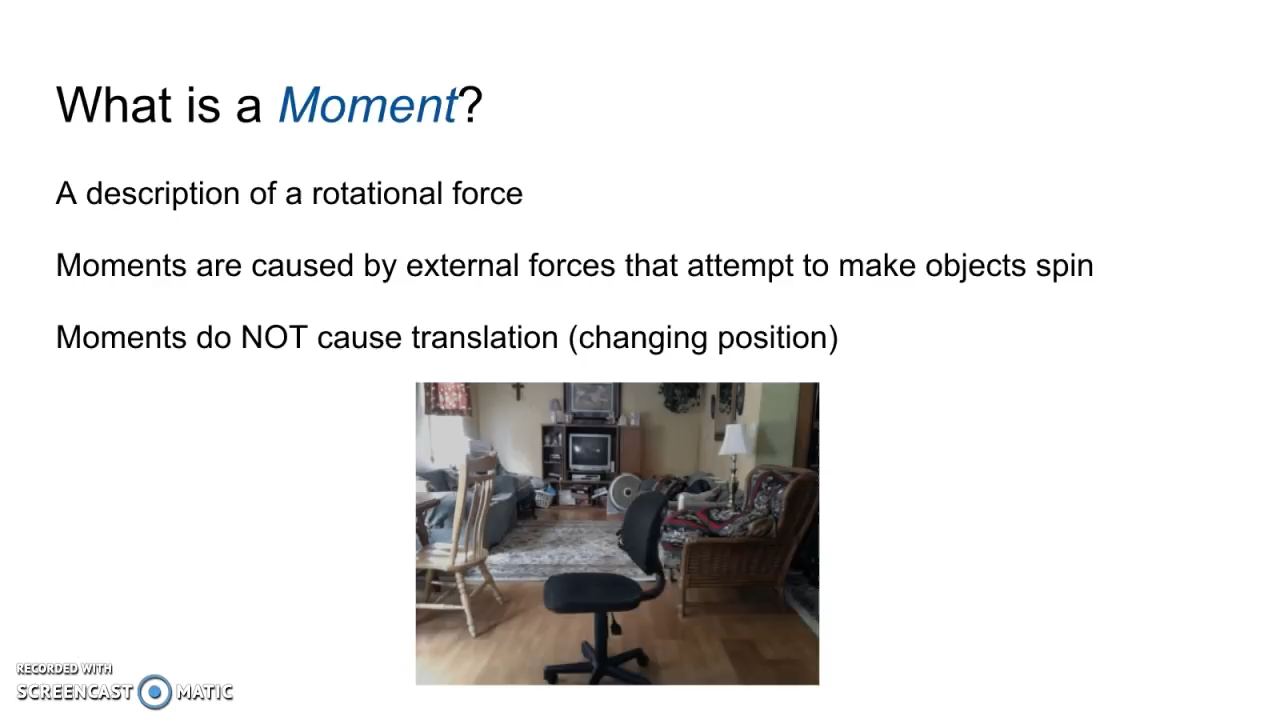 What is a Moment?
A description of a rotational force
Moments are caused by external forces that attempt to make objects spin
Moments do NOT cause translation (changing position)
RECORDED WITH
SCREENCAST MATIC